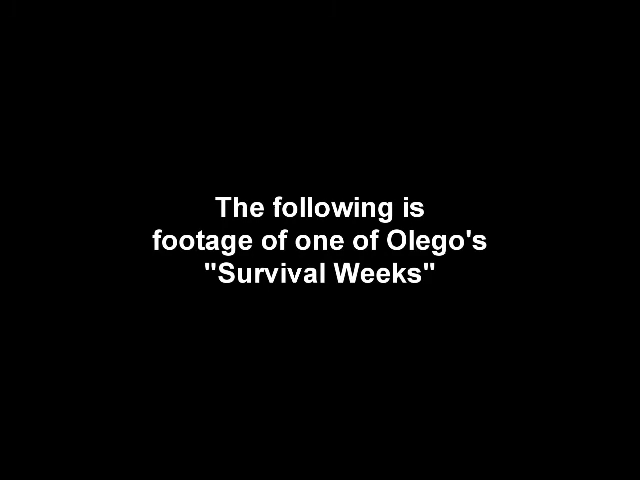 The following is
footage of one of Olego's
"Survival Weeks"